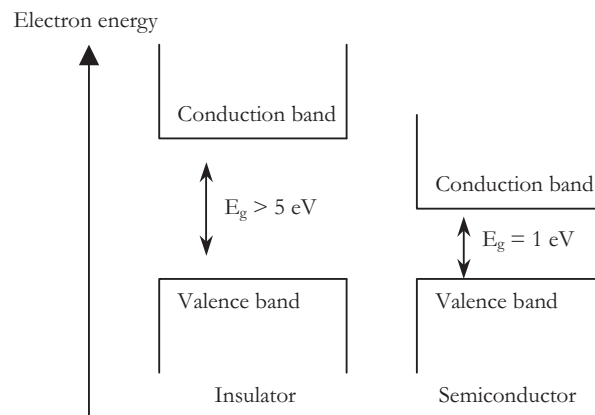 Electron energy
Conduction band
Conduction band
E_g > 5 eV
E_g = 1 eV
Valence band
Valence band
Insulator
Semiconductor